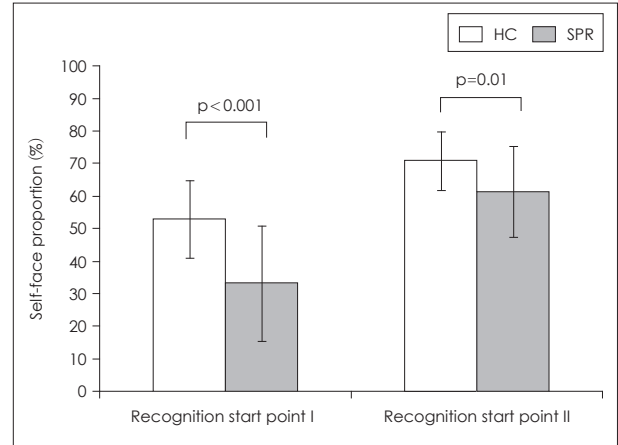 HC SPR
Self-face proportion (%)
100
90
80
70
60
50
40
30
20
10
0
p<0.001
p=0.01
Recognition start point I
Recognition start point II